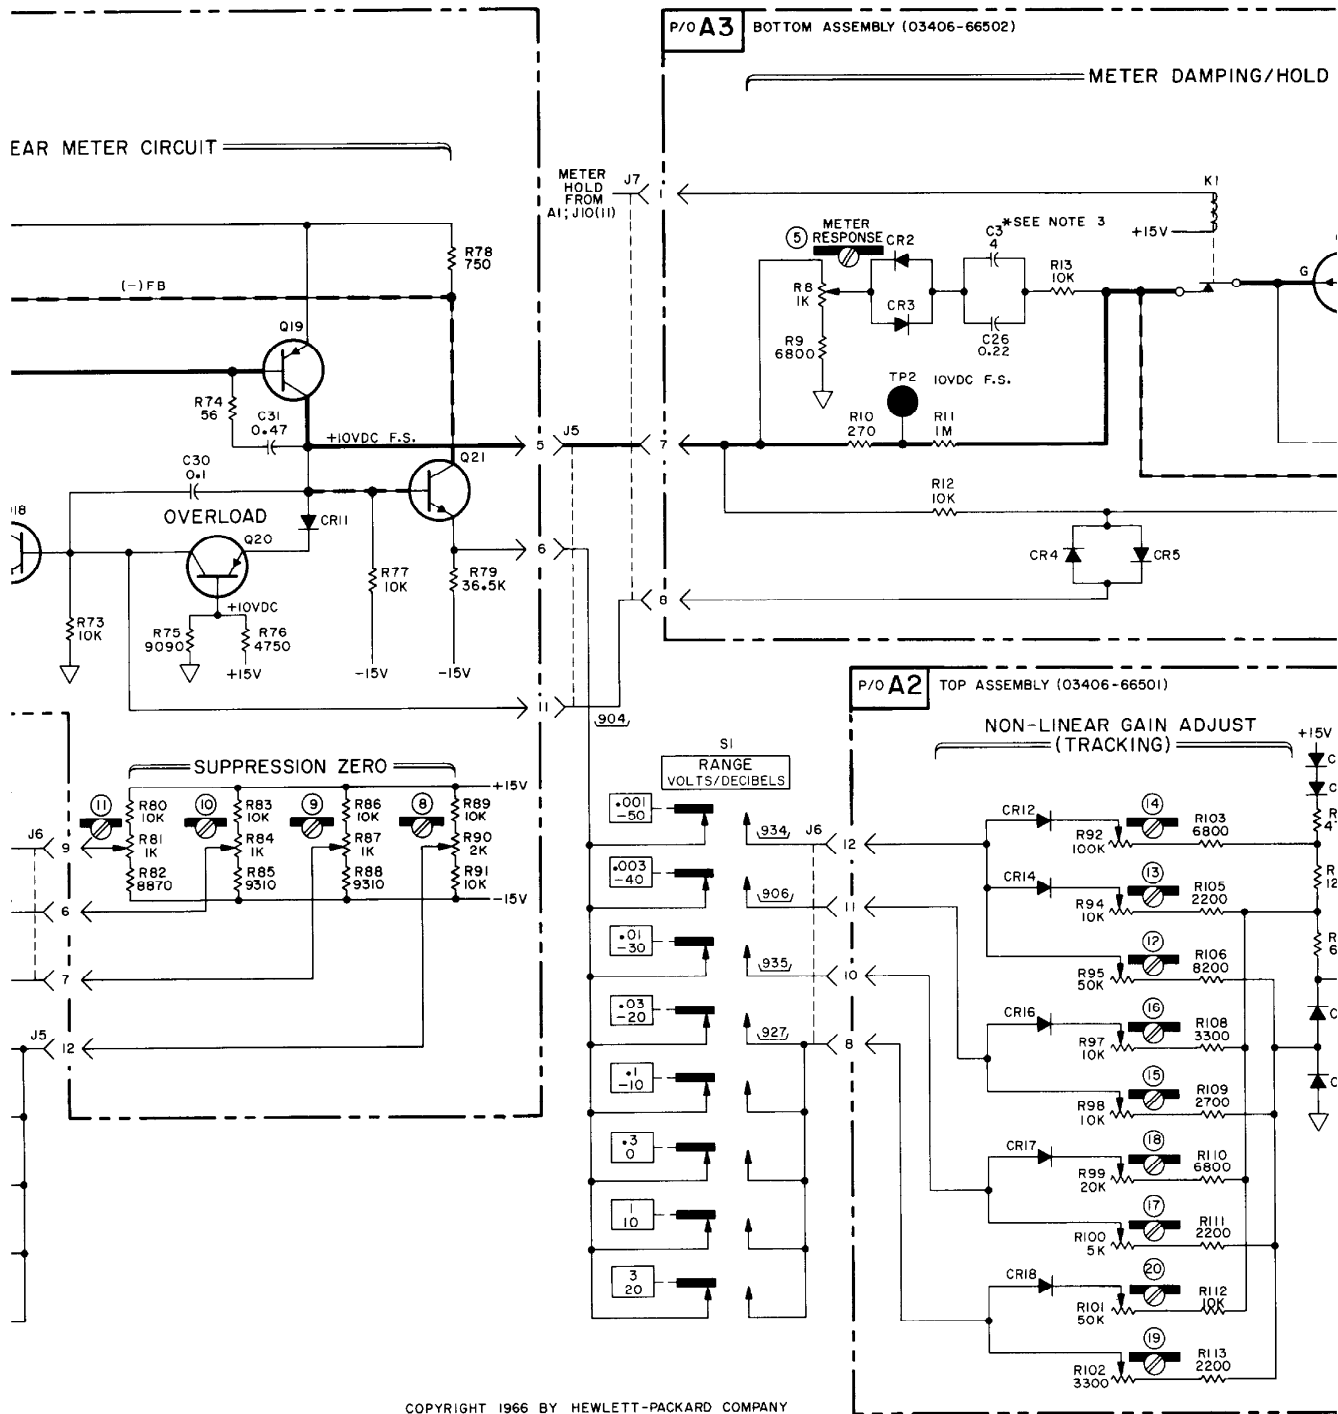 P/O A3 BOTTOM ASSEMBLY (03406-66502)
METER DAMPING/HOLD
EAR METER CIRCUIT
METER
HOLD
FROM
A1; J10(11)
J7
1
K1
+15V
5
METER
RESPONSE
CR2
C3
4
*SEE NOTE 3
R13
10K
G
R8
1K
CR3
C26
0.22
R9
6800
TP2
10VDC F.S.
R10
270
R11
1M
R78
750
(-)FB
Q19
R74
56
C31
0.47
+10VDC F.S.
5
J5
7
Q21
C30
0.1
OVERLOAD
CR11
Q20
R12
10K
CR4
CR5
6
8
R77
10K
R79
36.5K
+10VDC
R73
10K
R75
9090
R76
4750
+15V
-15V
-15V
11
904
P/O A2 TOP ASSEMBLY (03406-66501)
NON-LINEAR GAIN ADJUST
(TRACKING)
+15V
SUPPRESSION ZERO
+15V
S1
RANGE
VOLTS/DECIBELS
11
R80
10K
10
R83
10K
9
R86
10K
8
R89
10K
J6
9
R81
1K
R84
1K
R87
1K
R90
2K
R82
8870
R85
9310
R88
9310
R91
10K
-15V
6
7
J5
12
.001
-50
934
J6
12
.003
-40
906
11
.01
-30
935
10
.03
-20
927
8
.1
-10
.3
0
1
10
3
20
CR12
14
R92
100K
R103
6800
CR14
13
R94
10K
R105
2200
12
R95
50K
R106
8200
CR16
16
R97
10K
R108
3300
15
R98
10K
R109
2700
CR17
18
R99
20K
R110
6800
17
R100
5K
R111
2200
CR18
20
R101
50K
R112
10K
19
R102
3300
R113
2200
COPYRIGHT 1966 BY HEWLETT-PACKARD COMPANY